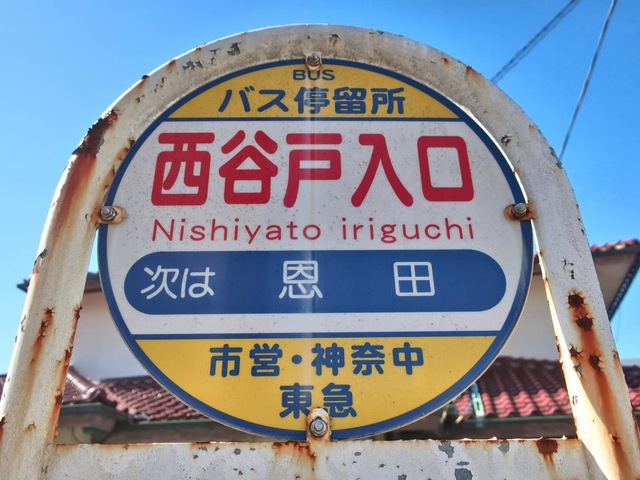 BUS
バス停留所
西谷戸入口
Nishiyato iriguchi
次は 恩田
市営・神奈中
東急